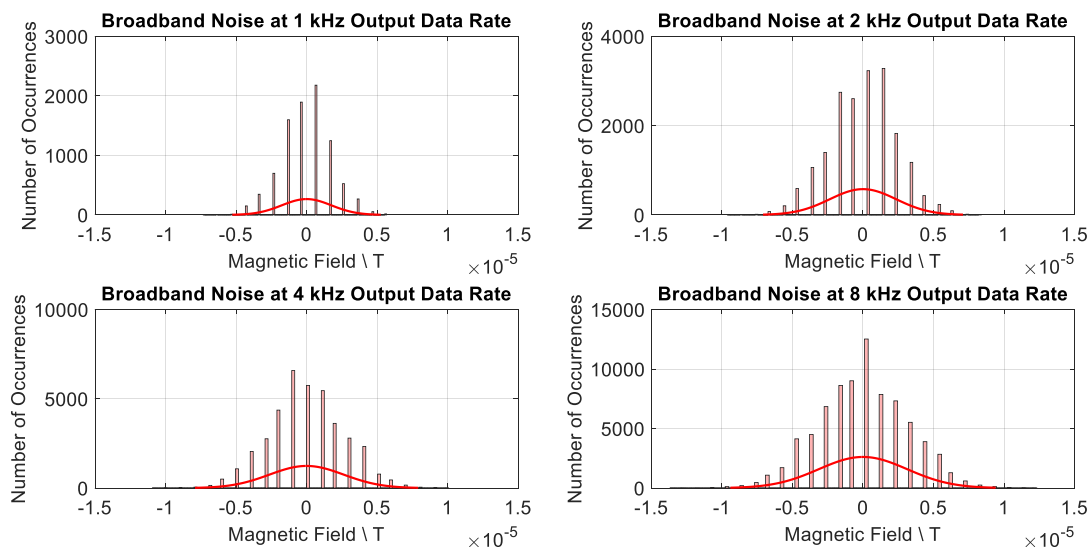 Broadband Noise at 1 kHz Output Data Rate
Number of Occurrences
3000
2000
1000
0
-1.5 -1 -0.5 0 0.5 1 1.5
Magnetic Field \ T
×10-5
Broadband Noise at 2 kHz Output Data Rate
Number of Occurrences
4000
2000
0
-1.5 -1 -0.5 0 0.5 1 1.5
Magnetic Field \ T
×10-5
Broadband Noise at 4 kHz Output Data Rate
Number of Occurrences
10000
5000
0
-1.5 -1 -0.5 0 0.5 1 1.5
Magnetic Field \ T
×10-5
Broadband Noise at 8 kHz Output Data Rate
Number of Occurrences
15000
10000
5000
0
-1.5 -1 -0.5 0 0.5 1 1.5
Magnetic Field \ T
×10-5